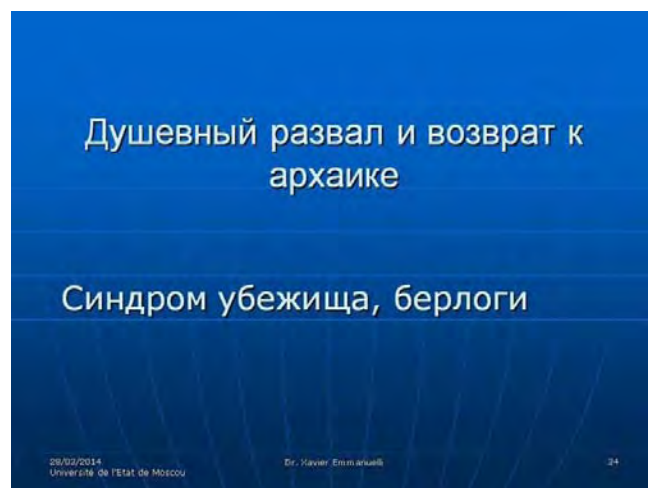 Душевный развал и возврат к
архаике
Синдром убежища, берлоги
28/02/2014
Université de l'Etat de Moscou
Dr. Xavier Emmanuelli
24